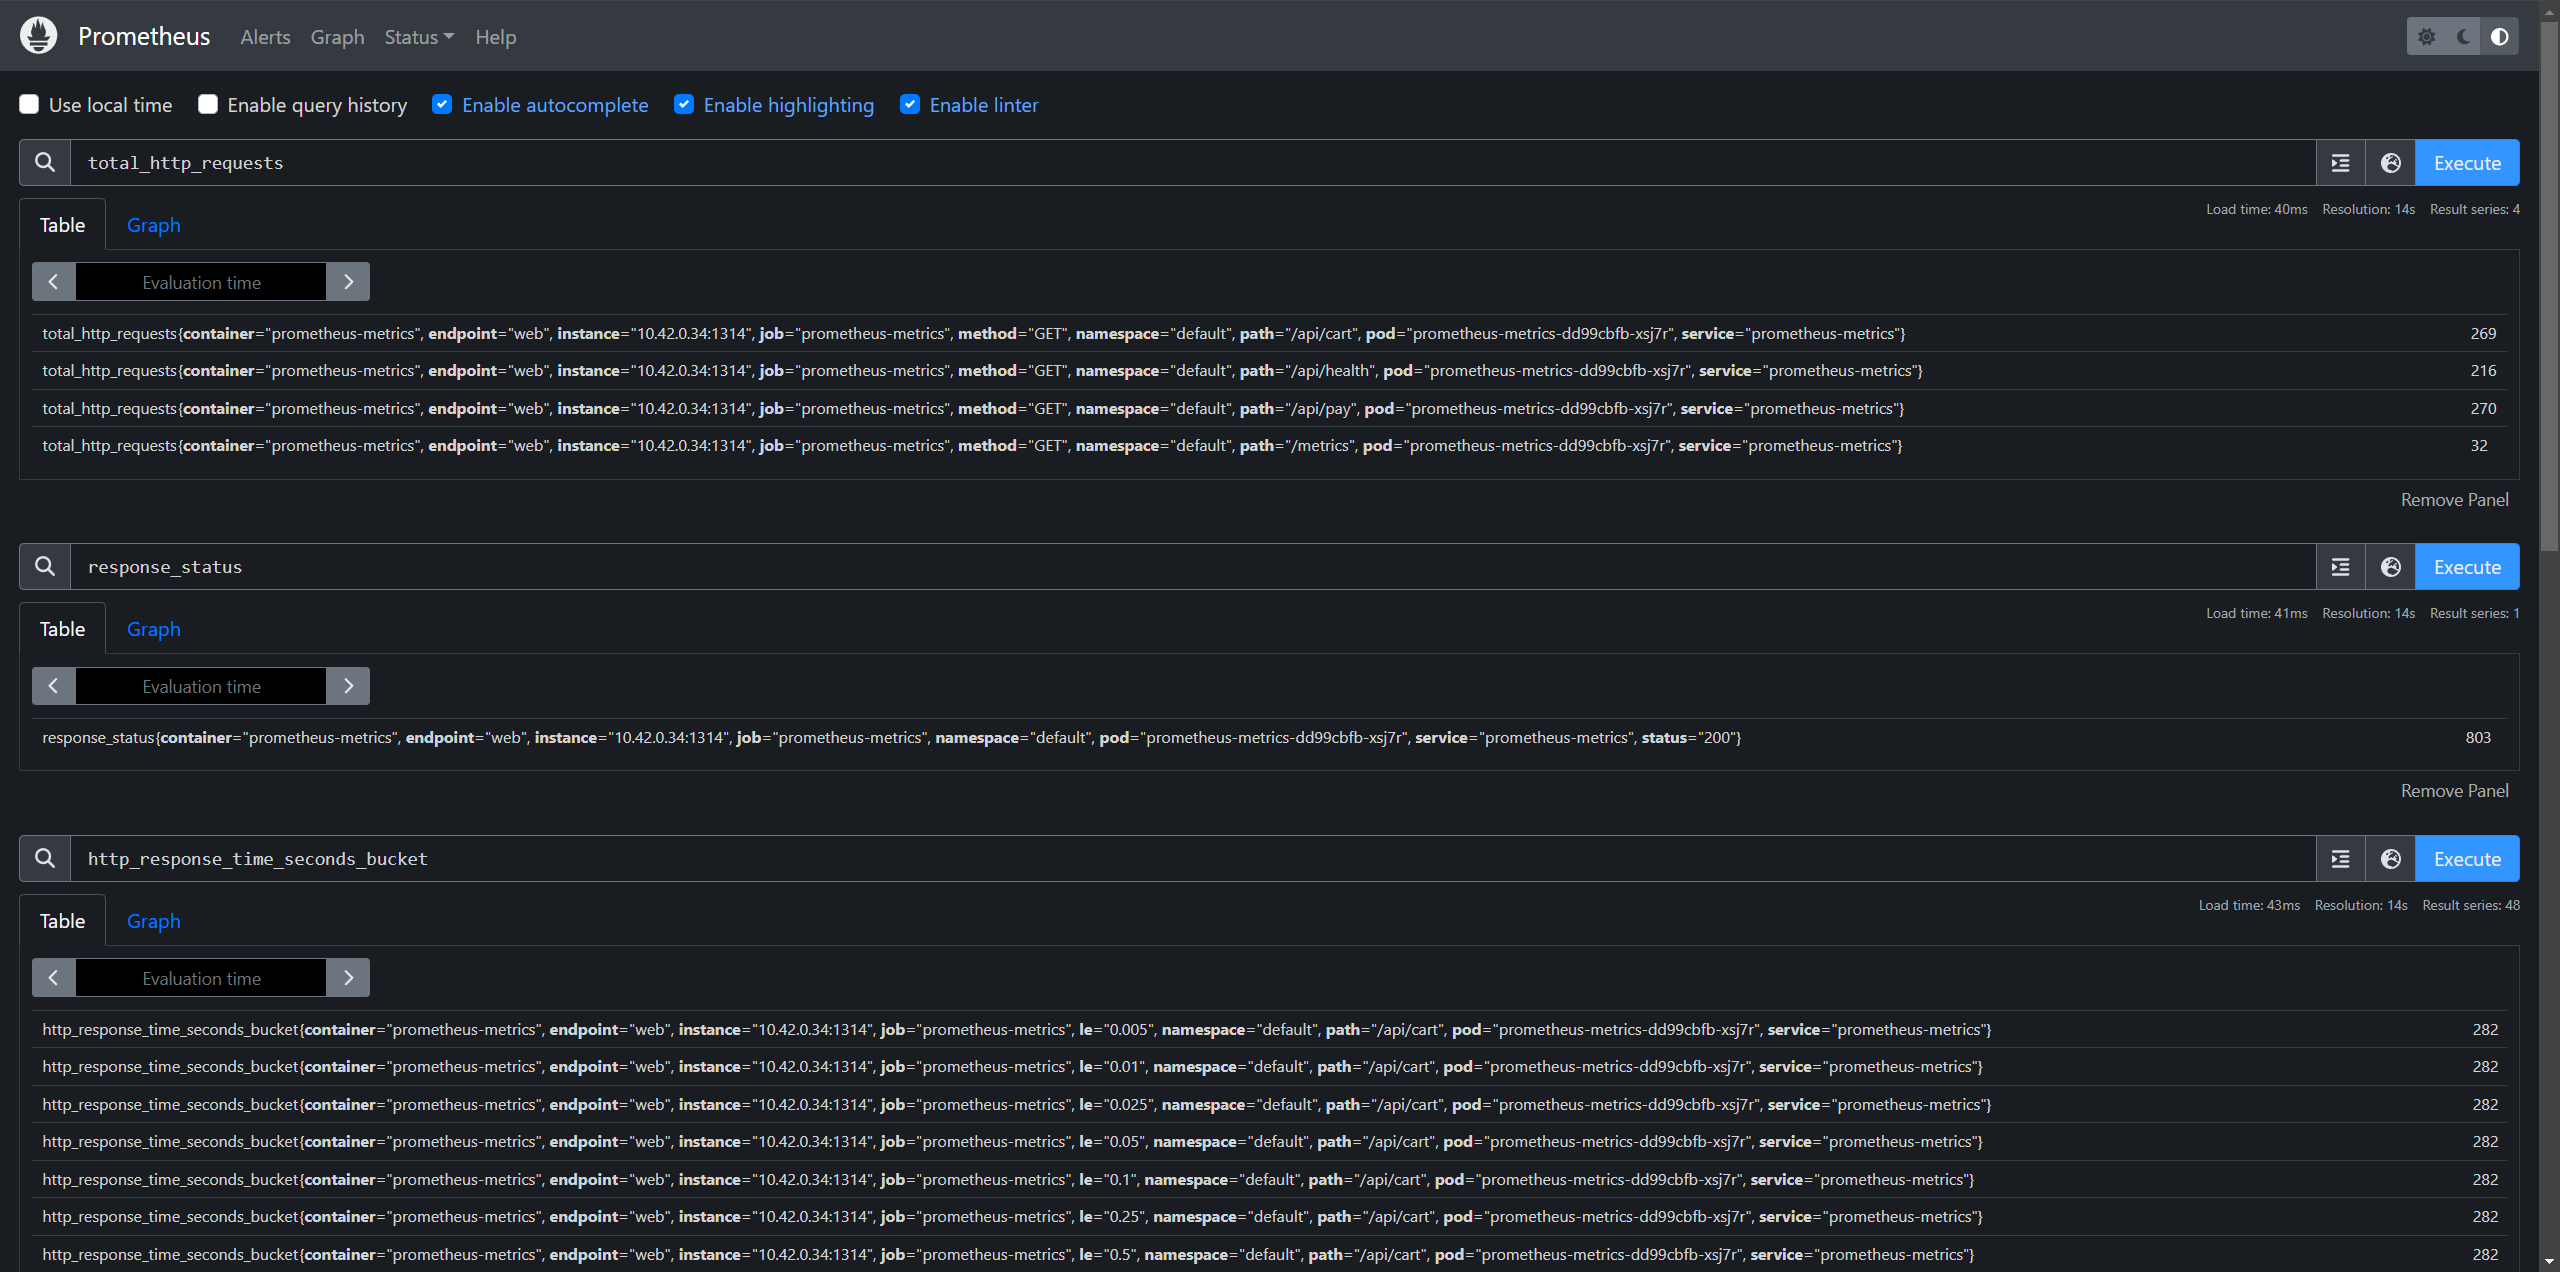 Prometheus Alerts Graph Status Help
Use local time Enable query history Enable autocomplete Enable highlighting Enable linter
total_http_requests Execute
Table Graph Load time: 40ms Resolution: 14s Result series: 4
Evaluation time
total_http_requests{container="prometheus-metrics", endpoint="web", instance="10.42.0.34:1314", job="prometheus-metrics", method="GET", namespace="default", path="/api/cart", pod="prometheus-metrics-dd99cbfb-xsj7r", service="prometheus-metrics"} 269
total_http_requests{container="prometheus-metrics", endpoint="web", instance="10.42.0.34:1314", job="prometheus-metrics", method="GET", namespace="default", path="/api/health", pod="prometheus-metrics-dd99cbfb-xsj7r", service="prometheus-metrics"} 216
total_http_requests{container="prometheus-metrics", endpoint="web", instance="10.42.0.34:1314", job="prometheus-metrics", method="GET", namespace="default", path="/api/pay", pod="prometheus-metrics-dd99cbfb-xsj7r", service="prometheus-metrics"} 270
total_http_requests{container="prometheus-metrics", endpoint="web", instance="10.42.0.34:1314", job="prometheus-metrics", method="GET", namespace="default", path="/metrics", pod="prometheus-metrics-dd99cbfb-xsj7r", service="prometheus-metrics"} 32
Remove Panel
response_status Execute
Table Graph Load time: 41ms Resolution: 14s Result series: 1
Evaluation time
response_status{container="prometheus-metrics", endpoint="web", instance="10.42.0.34:1314", job="prometheus-metrics", namespace="default", pod="prometheus-metrics-dd99cbfb-xsj7r", service="prometheus-metrics", status="200"} 803
Remove Panel
http_response_time_seconds_bucket Execute
Table Graph Load time: 43ms Resolution: 14s Result series: 48
Evaluation time
http_response_time_seconds_bucket{container="prometheus-metrics", endpoint="web", instance="10.42.0.34:1314", job="prometheus-metrics", le="0.005", namespace="default", path="/api/cart", pod="prometheus-metrics-dd99cbfb-xsj7r", service="prometheus-metrics"} 282
http_response_time_seconds_bucket{container="prometheus-metrics", endpoint="web", instance="10.42.0.34:1314", job="prometheus-metrics", le="0.01", namespace="default", path="/api/cart", pod="prometheus-metrics-dd99cbfb-xsj7r", service="prometheus-metrics"} 282
http_response_time_seconds_bucket{container="prometheus-metrics", endpoint="web", instance="10.42.0.34:1314", job="prometheus-metrics", le="0.025", namespace="default", path="/api/cart", pod="prometheus-metrics-dd99cbfb-xsj7r", service="prometheus-metrics"} 282
http_response_time_seconds_bucket{container="prometheus-metrics", endpoint="web", instance="10.42.0.34:1314", job="prometheus-metrics", le="0.05", namespace="default", path="/api/cart", pod="prometheus-metrics-dd99cbfb-xsj7r", service="prometheus-metrics"} 282
http_response_time_seconds_bucket{container="prometheus-metrics", endpoint="web", instance="10.42.0.34:1314", job="prometheus-metrics", le="0.1", namespace="default", path="/api/cart", pod="prometheus-metrics-dd99cbfb-xsj7r", service="prometheus-metrics"} 282
http_response_time_seconds_bucket{container="prometheus-metrics", endpoint="web", instance="10.42.0.34:1314", job="prometheus-metrics", le="0.25", namespace="default", path="/api/cart", pod="prometheus-metrics-dd99cbfb-xsj7r", service="prometheus-metrics"} 282
http_response_time_seconds_bucket{container="prometheus-metrics", endpoint="web", instance="10.42.0.34:1314", job="prometheus-metrics", le="0.5", namespace="default", path="/api/cart", pod="prometheus-metrics-dd99cbfb-xsj7r", service="prometheus-metrics"} 282